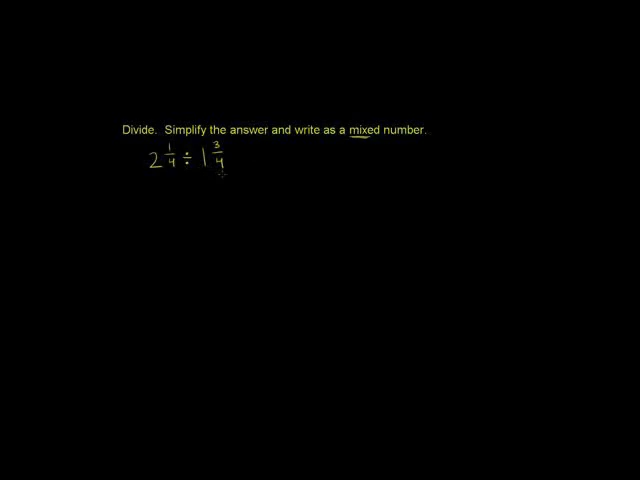 Divide. Simplify the answer and write as a mixed number.
2 1/4 ÷ 1 3/4